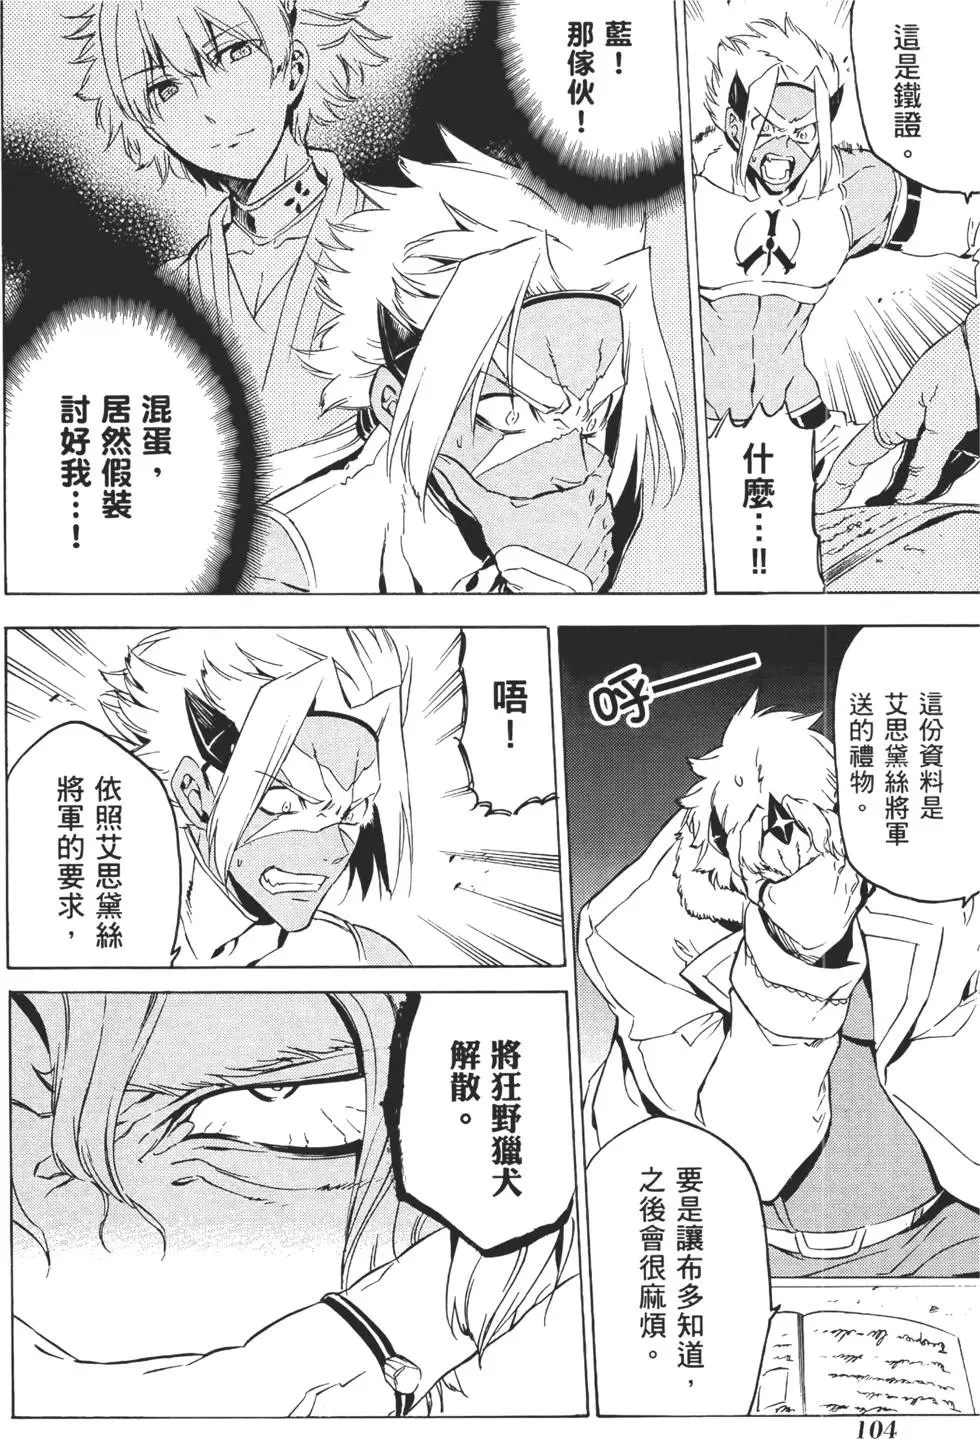 這是鐵證。
什麼…!!
藍！
那傢伙！
混蛋，
居然假裝
討好我…！
這份資料是
艾思黛絲將軍
送的禮物。
呼——
要是讓布多知道，
之後會很麻煩。
唔！
依照艾思黛絲
將軍的要求，
將狂野獵犬
解散。
104